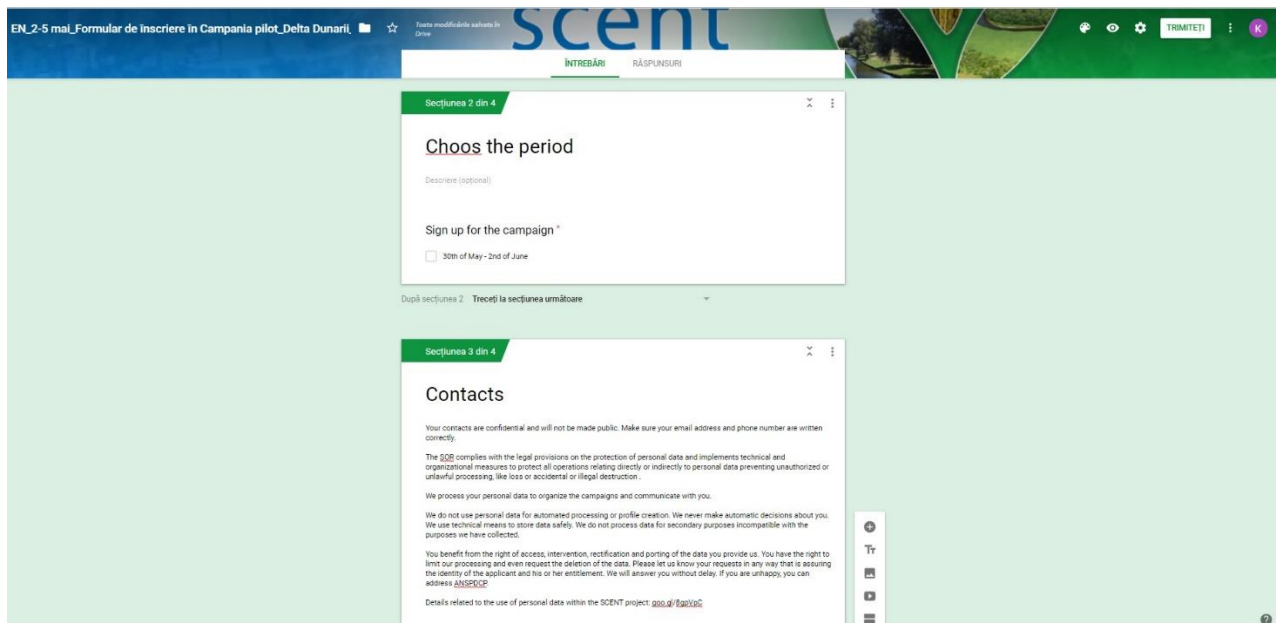 scent
EN_2-5 mai_Formular de înscriere în Campania pilot_Delta Dunarii_
Toate modificările salvate în
Drive
TRIMITEȚI
K
ÎNTREBĂRI
RĂSPUNSURI
Secțiunea 2 din 4
Choos the period
Descriere (opțional)
Sign up for the campaign *
30th of May - 2nd of June
După secțiunea 2 Treceți la secțiunea următoare
Secțiunea 3 din 4
Contacts
Your contacts are confidential and will not be made public. Make sure your email address and phone number are written
correctly.
The SOR complies with the legal provisions on the protection of personal data and implements technical and
organizational measures to protect all operations relating directly or indirectly to personal data preventing unauthorized or
unlawful processing, like loss or accidental or illegal destruction .
We process your personal data to organize the campaigns and communicate with you.
We do not use personal data for automated processing or profile creation. We never make automatic decisions about you.
We use technical means to store data safely. We do not process data for secondary purposes incompatible with the
purposes we have collected.
You benefit from the right of access, intervention, rectification and porting of the data you provide us. You have the right to
limit our processing and even request the deletion of the data. Please let us know your requests in any way that is assuring
the identity of the applicant and his or her entitlement. We will answer you without delay. If you are unhappy, you can
address ANSPDCP
Details related to the use of personal data within the SCENT project: goo.gl/8gpVpC
Tт